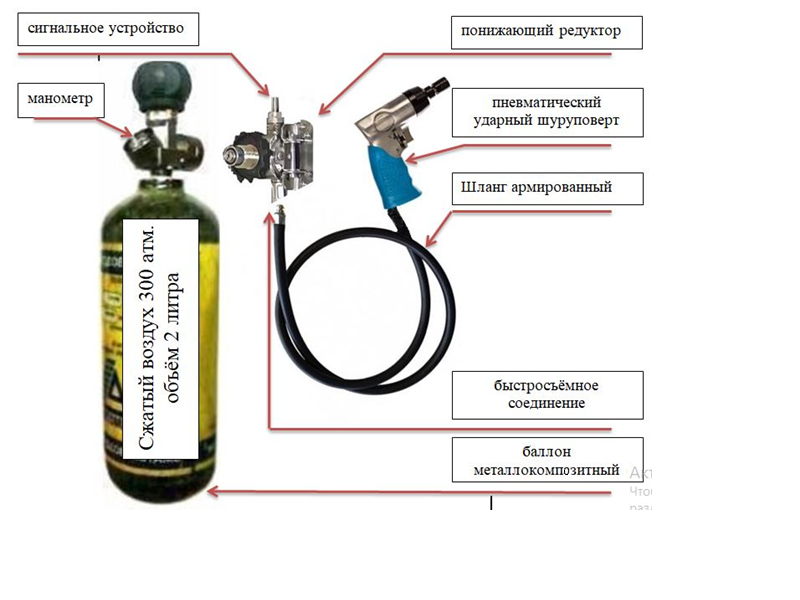 сигнальное устройство
понижающий редуктор
манометр
пневматический
ударный шуруповерт
Шланг армированный
Сжатый воздух 300 атм.
объём 2 литра
быстросъёмное
соединение
баллон
металлокомпозитный